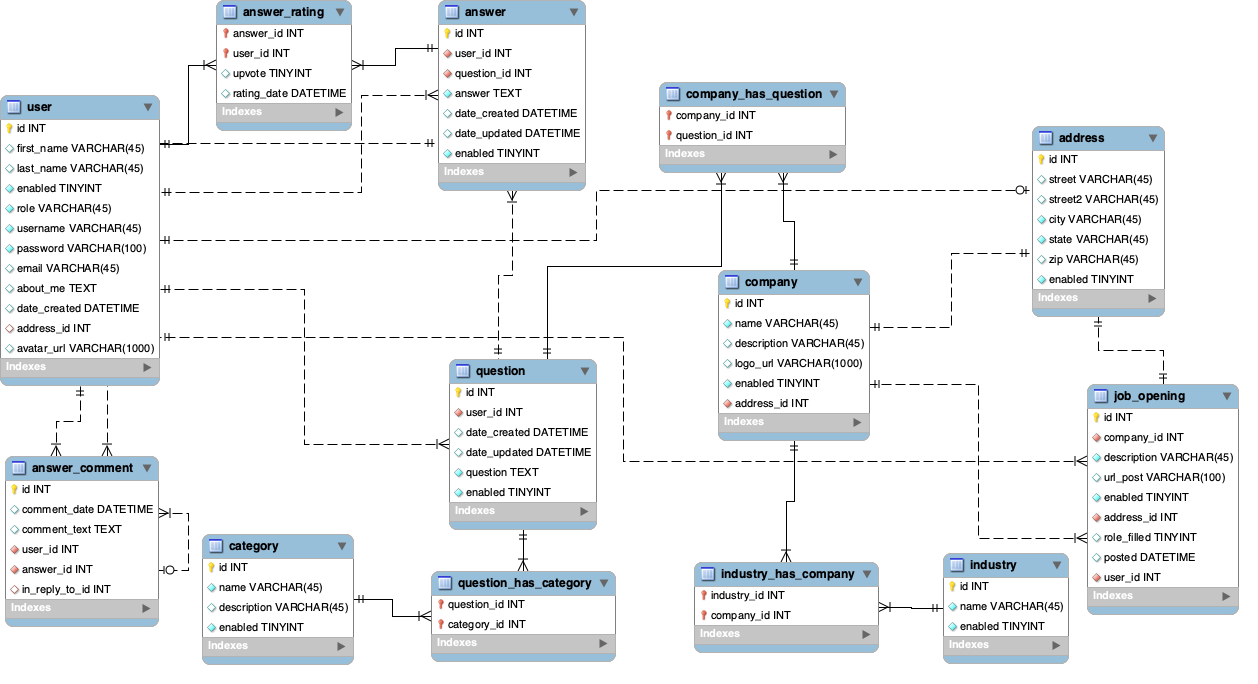 answer_rating
answer_id INT
user_id INT
upvote TINYINT
rating_date DATETIME
Indexes
answer
id INT
user_id INT
question_id INT
answer TEXT
date_created DATETIME
date_updated DATETIME
enabled TINYINT
Indexes
company_has_question
company_id INT
question_id INT
Indexes
user
id INT
first_name VARCHAR(45)
last_name VARCHAR(45)
enabled TINYINT
role VARCHAR(45)
username VARCHAR(45)
password VARCHAR(100)
email VARCHAR(45)
about_me TEXT
date_created DATETIME
address_id INT
avatar_url VARCHAR(1000)
Indexes
address
id INT
street VARCHAR(45)
street2 VARCHAR(45)
city VARCHAR(45)
state VARCHAR(45)
zip VARCHAR(45)
enabled TINYINT
Indexes
company
id INT
name VARCHAR(45)
description VARCHAR(45)
logo_url VARCHAR(1000)
enabled TINYINT
address_id INT
Indexes
question
id INT
user_id INT
date_created DATETIME
date_updated DATETIME
question TEXT
enabled TINYINT
Indexes
job_opening
id INT
company_id INT
description VARCHAR(45)
url_post VARCHAR(100)
enabled TINYINT
address_id INT
role_filled TINYINT
posted DATETIME
user_id INT
Indexes
answer_comment
id INT
comment_date DATETIME
comment_text TEXT
user_id INT
answer_id INT
in_reply_to_id INT
Indexes
category
id INT
name VARCHAR(45)
description VARCHAR(45)
enabled TINYINT
Indexes
question_has_category
question_id INT
category_id INT
Indexes
industry_has_company
industry_id INT
company_id INT
Indexes
industry
id INT
name VARCHAR(45)
enabled TINYINT
Indexes